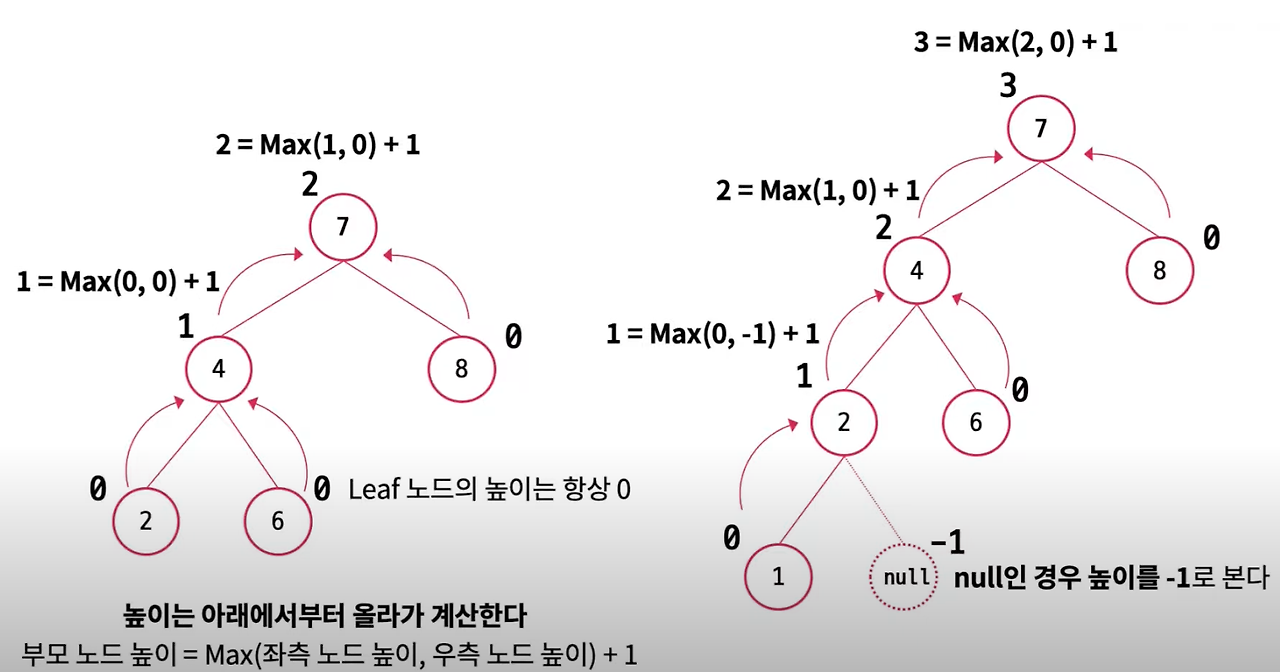 2 = Max(1, 0) + 1
2
7
1 = Max(0, 0) + 1
1
4
8
0
0
2
6
0
Leaf 노드의 높이는 항상 0
높이는 아래에서부터 올라가 계산한다
부모 노드 높이 = Max(좌측 노드 높이, 우측 노드 높이) + 1
3 = Max(2, 0) + 1
3
7
2 = Max(1, 0) + 1
2
4
8
0
1 = Max(0, -1) + 1
1
2
6
0
0
1
null
-1
null인 경우 높이를 -1로 본다